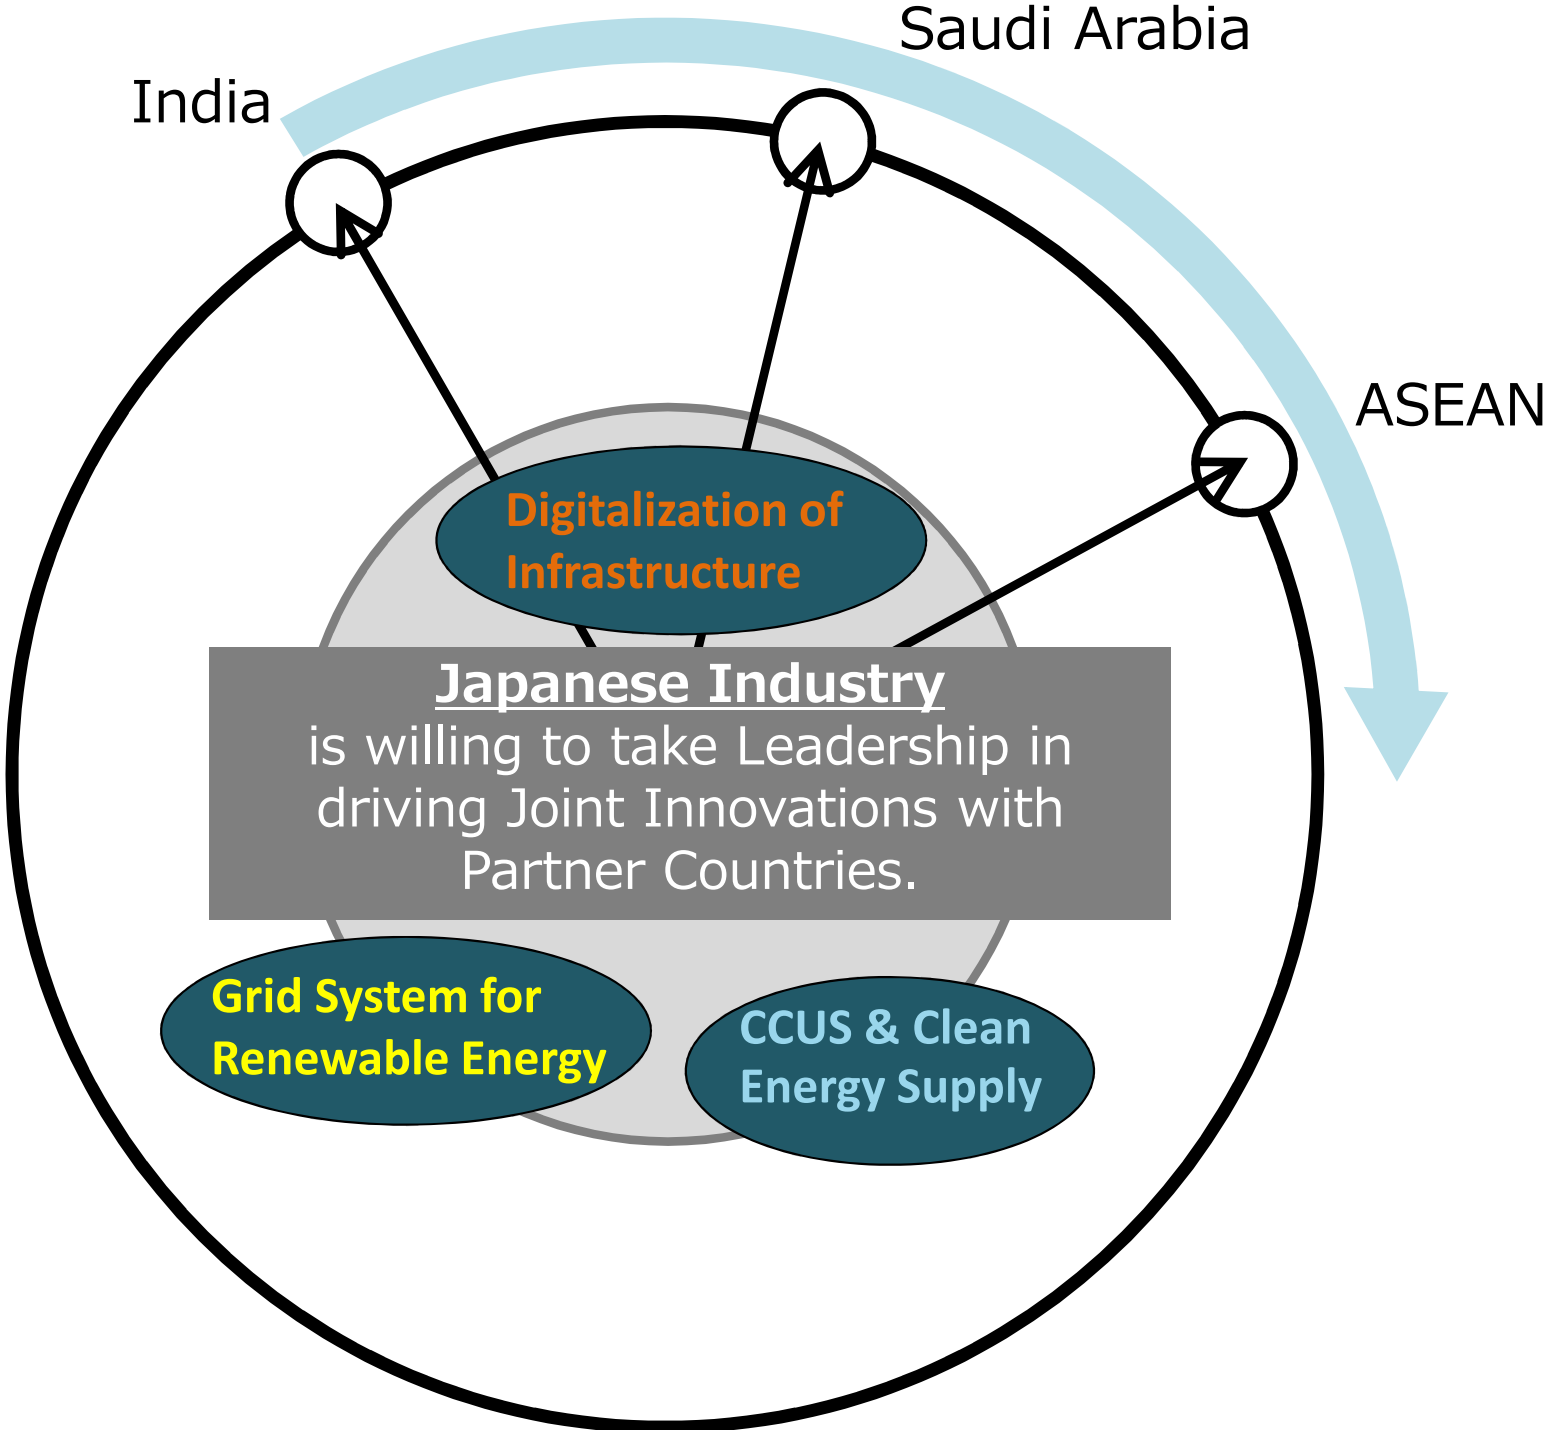 Saudi Arabia
India
ASEAN
Digitalization of
Infrastructure
Japanese Industry
is willing to take Leadership in
driving Joint Innovations with
Partner Countries.
Grid System for
Renewable Energy
CCUS & Clean
Energy Supply